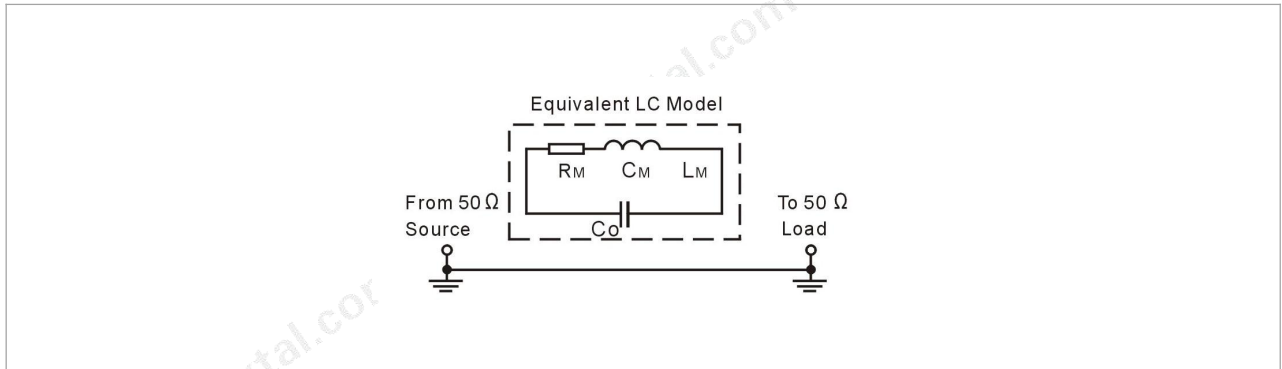 Equivalent LC Model
RM CM LM
From 50 Ω
Source
To 50 Ω
Load
Co